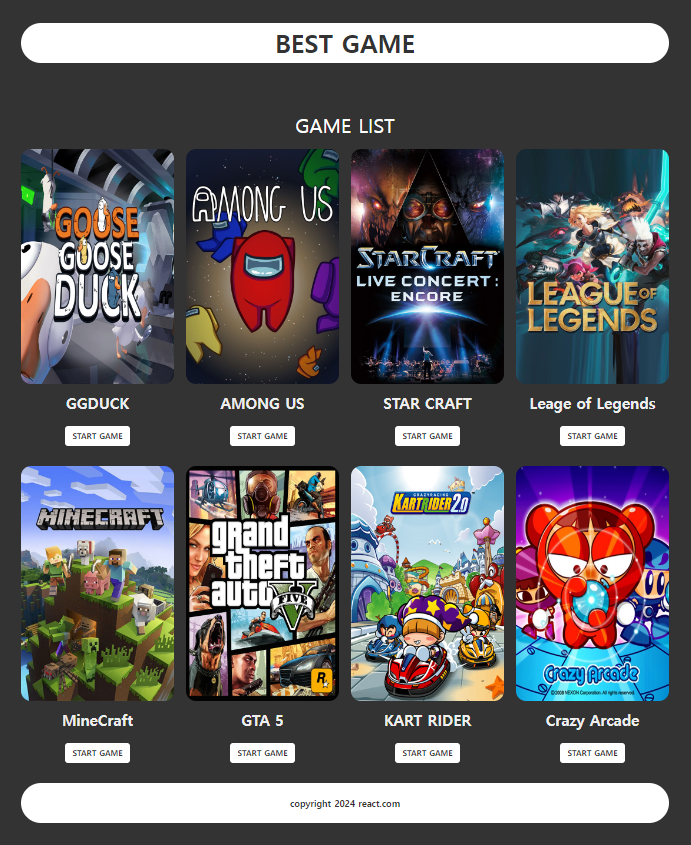 BEST GAME
GAME LIST
GOOSE
GOOSE
DUCK
AMONG US
STARCRAFT
LIVE CONCERT:
ENCORE
LEAGUE OF
LEGENDS
GGDUCK
AMONG US
STAR CRAFT
Leage of Legends
START GAME
START GAME
START GAME
START GAME
MINECRAFT
grand
theft
auto V
FIVE
R
CRAZYRACING
KARTRIDER 2.0
Crazy Arcade
©2008 NEXON Corporation. All rights reserved.
MineCraft
GTA 5
KART RIDER
Crazy Arcade
START GAME
START GAME
START GAME
START GAME
copyright 2024 react.com